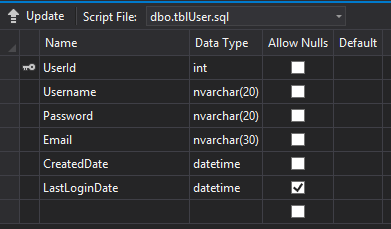 Update Script File: dbo.tblUser.sql
Name Data Type Allow Nulls Default
UserId int
Username nvarchar(20)
Password nvarchar(20)
Email nvarchar(30)
CreatedDate datetime
LastLoginDate datetime